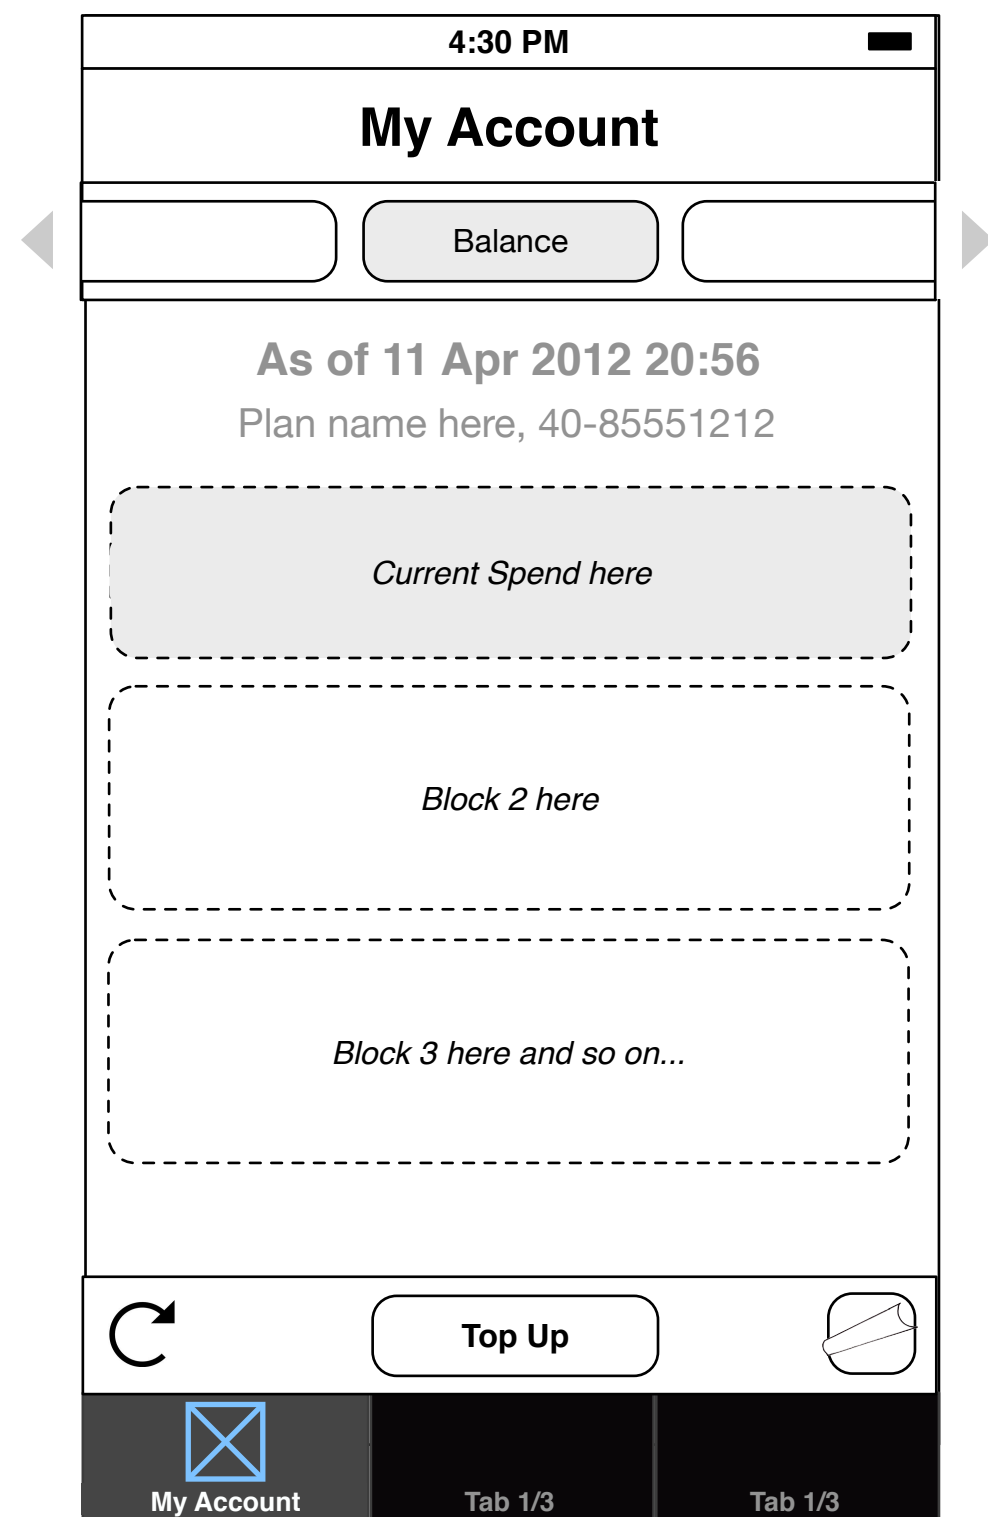 4:30 PM
My Account
Balance
As of 11 Apr 2012 20:56
Plan name here, 40-85551212
Current Spend here
Block 2 here
Block 3 here and so on...
Top Up
My Account
Tab 1/3
Tab 1/3